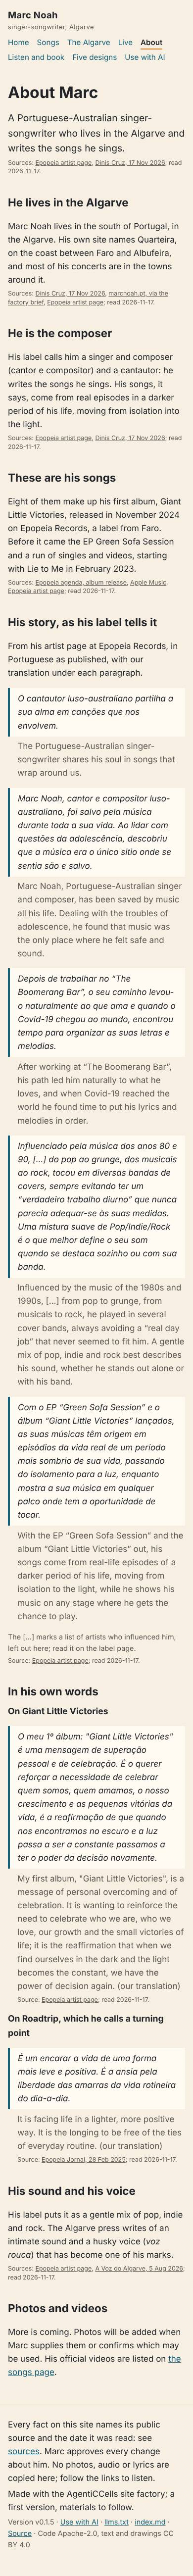 Marc Noah
singer-songwriter, Algarve
Home Songs The Algarve Live About
Listen and book Five designs Use with AI
About Marc
A Portuguese-Australian singer-
songwriter who lives in the Algarve and
writes the songs he sings.
Sources: Epopeia artist page, Dinis Cruz, 17 Nov 2026; read
2026-11-17.
He lives in the Algarve
Marc Noah lives in the south of Portugal, in
the Algarve. His own site names Quarteira,
on the coast between Faro and Albufeira,
and most of his concerts are in the towns
around it.
Sources: Dinis Cruz, 17 Nov 2026, marcnoah.pt, via the
factory brief, Epopeia artist page; read 2026-11-17.
He is the composer
His label calls him a singer and composer
(cantor e compositor) and a cantautor: he
writes the songs he sings. His songs, it
says, come from real episodes in a darker
period of his life, moving from isolation into
the light.
Sources: Epopeia artist page, Dinis Cruz, 17 Nov 2026; read
2026-11-17.
These are his songs
Eight of them make up his first album, Giant
Little Victories, released in November 2024
on Epopeia Records, a label from Faro.
Before it came the EP Green Sofa Session
and a run of singles and videos, starting
with Lie to Me in February 2023.
Sources: Epopeia agenda, album release, Apple Music,
Epopeia artist page; read 2026-11-17.
His story, as his label tells it
From his artist page at Epopeia Records, in
Portuguese as published, with our
translation under each paragraph.
O cantautor luso-australiano partilha a
sua alma em canções que nos
envolvem.
The Portuguese-Australian singer-
songwriter shares his soul in songs that
wrap around us.
Marc Noah, cantor e compositor luso-
australiano, foi salvo pela música
durante toda a sua vida. Ao lidar com
questões da adolescência, descobriu
que a música era o único sítio onde se
sentia são e salvo.
Marc Noah, Portuguese-Australian singer
and composer, has been saved by music
all his life. Dealing with the troubles of
adolescence, he found that music was
the only place where he felt safe and
sound.
Depois de trabalhar no "The
Boomerang Bar", o seu caminho levou-
o naturalmente ao que ama e quando o
Covid-19 chegou ao mundo, encontrou
tempo para organizar as suas letras e
melodias.
After working at "The Boomerang Bar",
his path led him naturally to what he
loves, and when Covid-19 reached the
world he found time to put his lyrics and
melodies in order.
Influenciado pela música dos anos 80 e
90, [...] do pop ao grunge, dos musicais
ao rock, tocou em diversas bandas de
covers, sempre evitando ter um
“verdadeiro trabalho diurno” que nunca
parecia adequar-se às suas medidas.
Uma mistura suave de Pop/Indie/Rock
é o que melhor define o seu som
quando se destaca sozinho ou com sua
banda.
Influenced by the music of the 1980s and
1990s, [...] from pop to grunge, from
musicals to rock, he played in several
cover bands, always avoiding a “real day
job” that never seemed to fit him. A gentle
mix of pop, indie and rock best describes
his sound, whether he stands out alone or
with his band.
Com o EP “Green Sofa Session” e o
álbum “Giant Little Victories” lançados,
as suas músicas têm origem em
episódios da vida real de um período
mais sombrio de sua vida, passando
do isolamento para a luz, enquanto
mostra a sua música em qualquer
palco onde tem a oportunidade de
tocar.
With the EP “Green Sofa Session” and the
album “Giant Little Victories” out, his
songs come from real-life episodes of a
darker period of his life, moving from
isolation to the light, while he shows his
music on any stage where he gets the
chance to play.
The [...] marks a list of artists who influenced him,
left out here; read it on the label page.
Source: Epopeia artist page; read 2026-11-17.
In his own words
On Giant Little Victories
O meu 1º álbum: "Giant Little Victories"
é uma mensagem de superação
pessoal e de celebração. É o querer
reforçar a necessidade de celebrar
quem somos, quem amamos, o nosso
crescimento e as pequenas vitórias da
vida, é a reafirmação de que quando
nos encontramos no escuro e a luz
passa a ser a constante passamos a
ter o poder da decisão novamente.
My first album, "Giant Little Victories", is a
message of personal overcoming and of
celebration. It is wanting to reinforce the
need to celebrate who we are, who we
love, our growth and the small victories of
life; it is the reaffirmation that when we
find ourselves in the dark and the light
becomes the constant, we have the
power of decision again. (our translation)
Source: Epopeia artist page; read 2026-11-17.
On Roadtrip, which he calls a turning
point
É um encarar a vida de uma forma
mais leve e positiva. É a ansia pela
liberdade das amarras da vida rotineira
do dia-a-dia.
It is facing life in a lighter, more positive
way. It is the longing to be free of the ties
of everyday routine. (our translation)
Source: Epopeia Jornal, 28 Feb 2025; read 2026-11-17.
His sound and his voice
His label puts it as a gentle mix of pop, indie
and rock. The Algarve press writes of an
intimate sound and a husky voice (voz
rouca) that has become one of his marks.
Sources: Epopeia artist page, A Voz do Algarve, 5 Aug 2026;
read 2026-11-17.
Photos and videos
More is coming. Photos will be added when
Marc supplies them or confirms which may
be used. His official videos are listed on the
songs page.
Every fact on this site names its public
source and the date it was read: see
sources. Marc approves every change
about him. No photos, audio or lyrics are
copied here; follow the links to listen.
Made with the AgentiCCells site factory; a
first version, materials to follow.
Version v0.1.5 · Use with AI · llms.txt · index.md ·
Source · Code Apache-2.0, text and drawings CC
BY 4.0